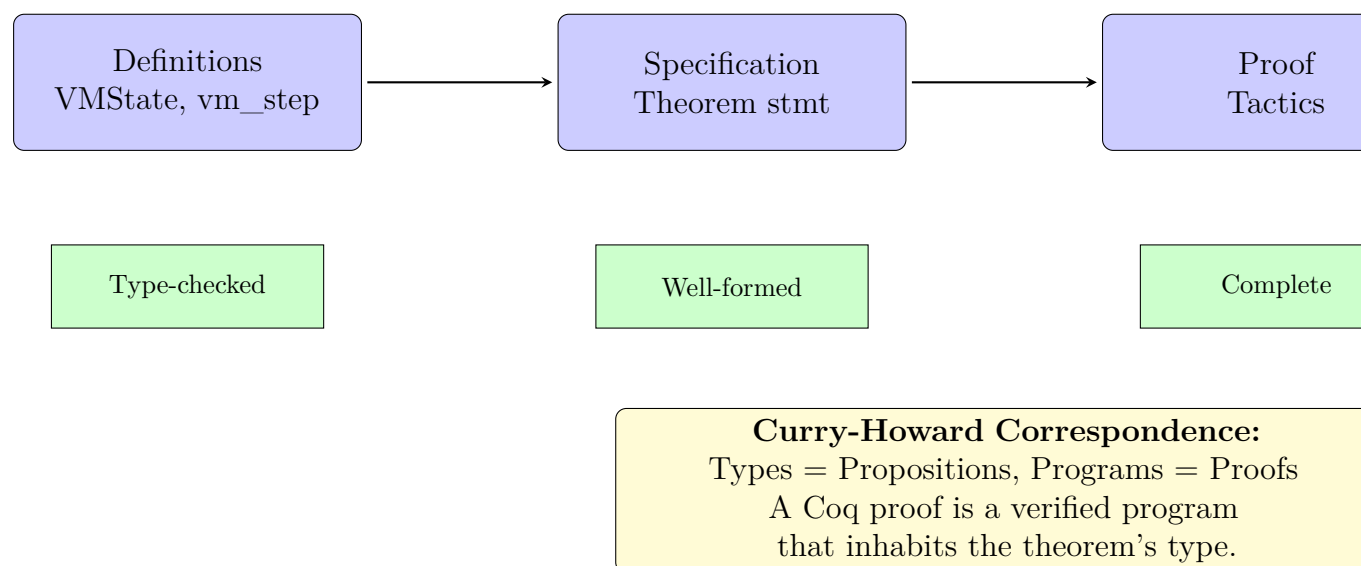 Definitions
VMState, vm_step
Specification
Theorem stmt
Proof
Tactics
Type-checked
Well-formed
Complete
Curry-Howard Correspondence:
Types = Propositions, Programs = Proofs
A Coq proof is a verified program
that inhabits the theorem's type.